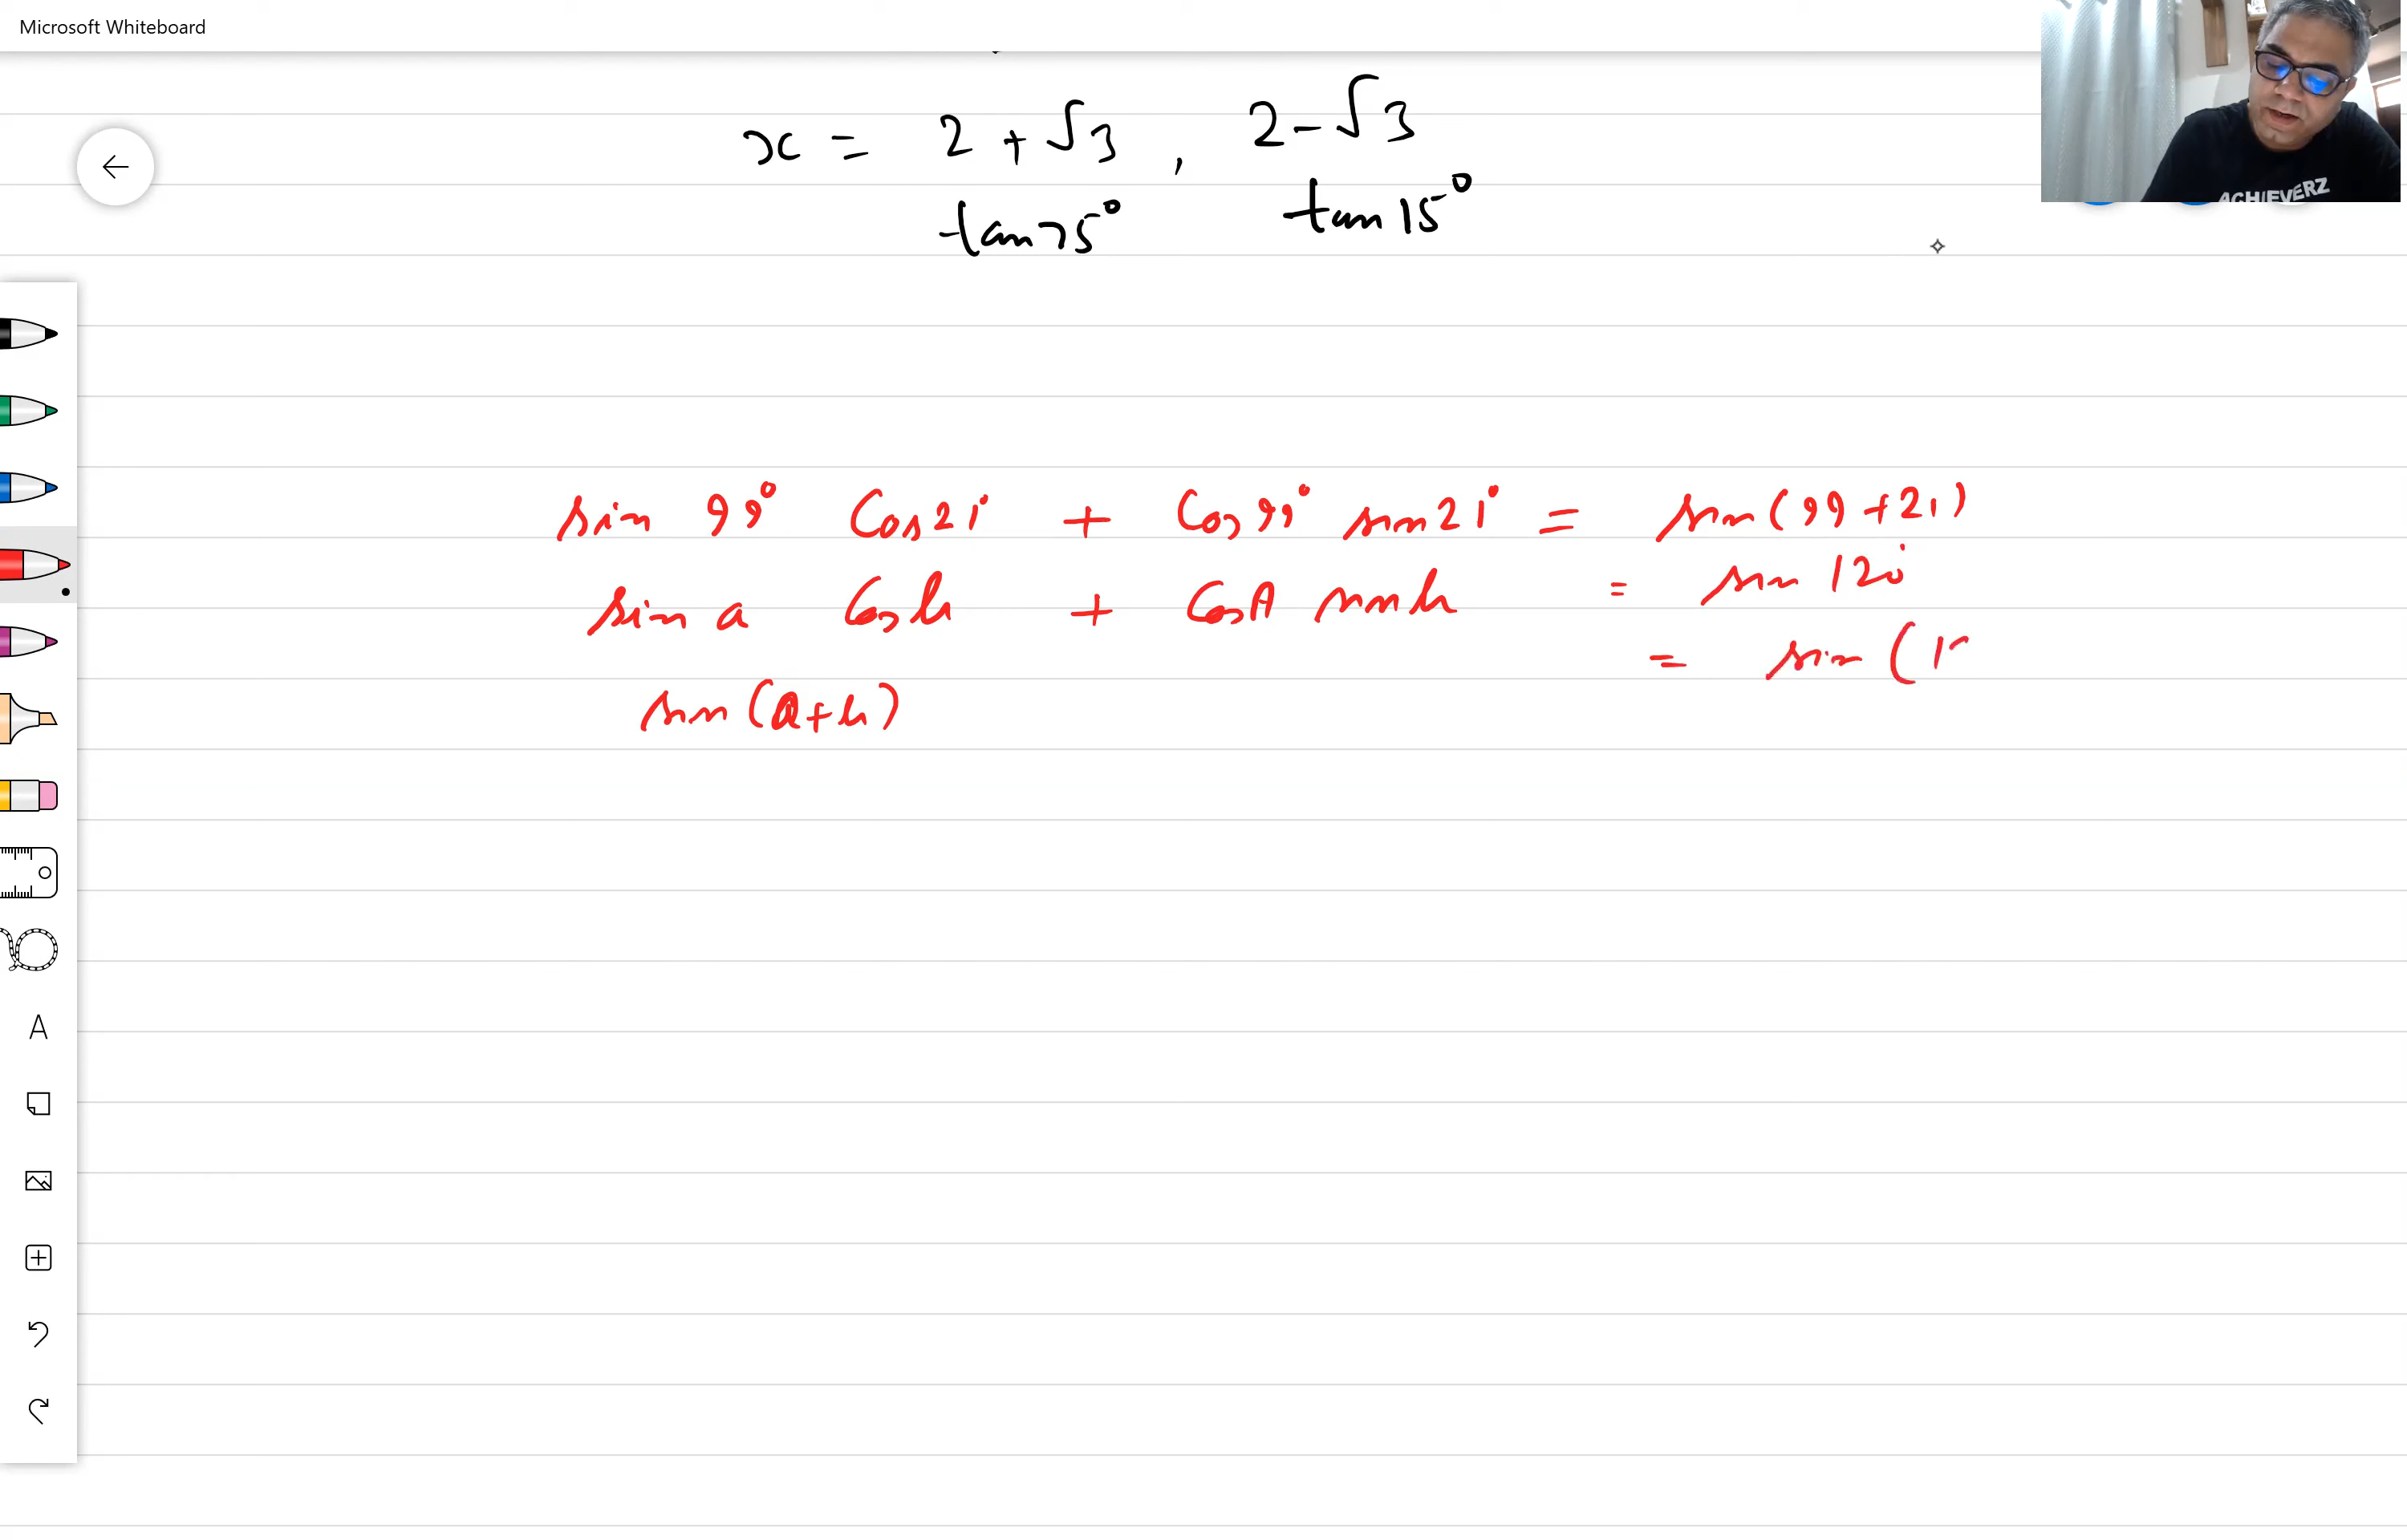 Microsoft Whiteboard
ACHIEVERZ
x = 2 + √3 , 2 - √3
tan 75° tan 15°
sin 99° Cos 21° + Cos 99° sin 21° = sin (99 + 21)
sin a Cos b + Cos A sin b = sin 120°
= sin (1
sin (a + b)
A